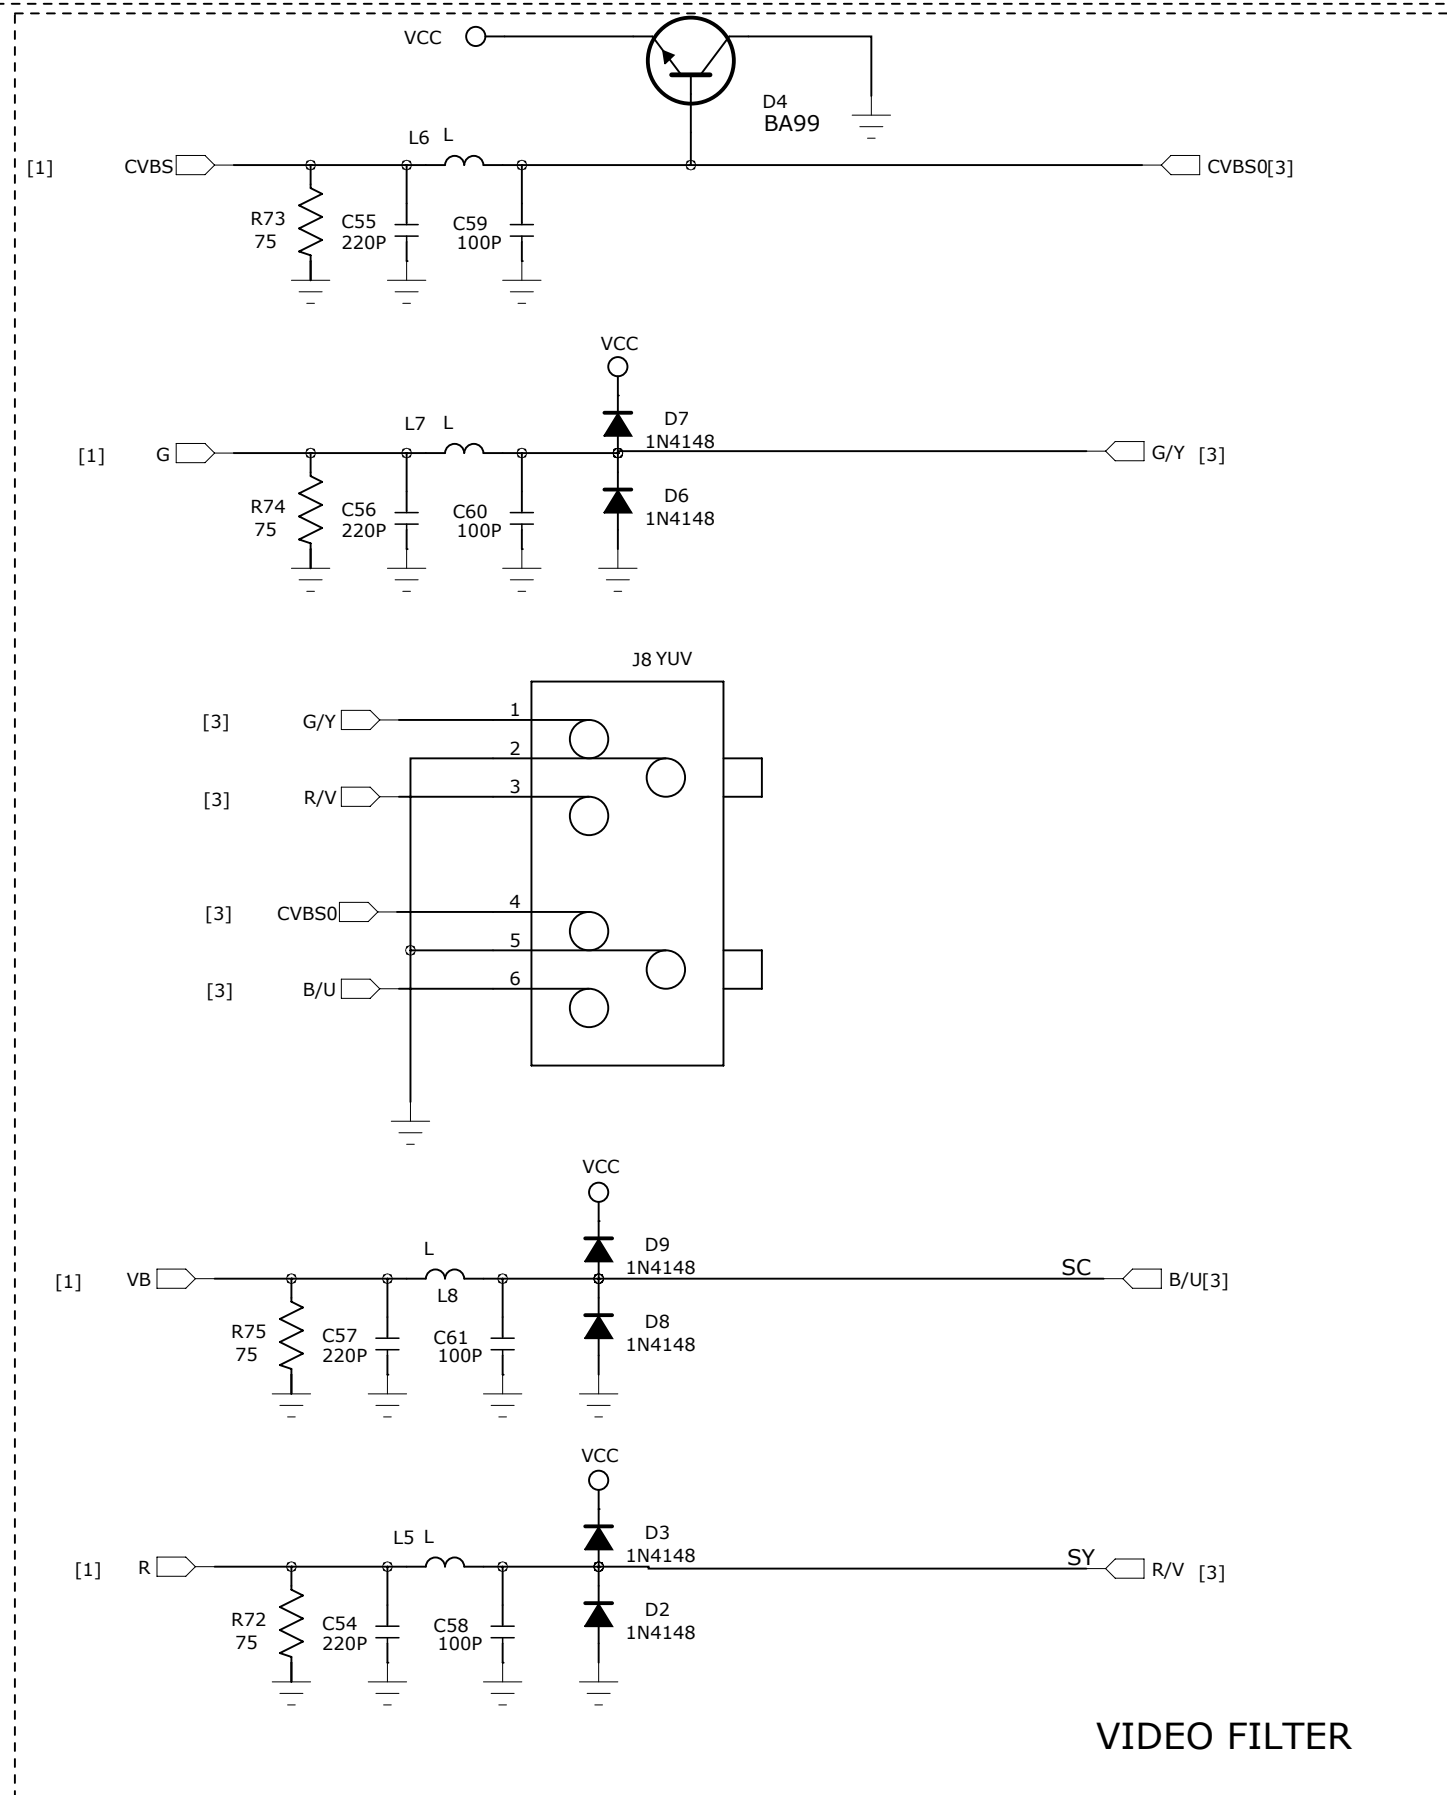 VCC
D4
BA99
L6 L
[1] CVBS CVBS0[3]
R73
75
C55
220P
C59
100P
VCC
D7
1N4148
L7 L
[1] G G/Y [3]
R74
75
C56
220P
C60
100P
D6
1N4148
J8 YUV
[3] G/Y 1
2
[3] R/V 3
[3] CVBS0 4
5
[3] B/U 6
VCC
D9
1N4148
L
L8
[1] VB SC B/U[3]
R75
75
C57
220P
C61
100P
D8
1N4148
VCC
D3
1N4148
L5 L
[1] R SY R/V [3]
R72
75
C54
220P
C58
100P
D2
1N4148
VIDEO FILTER